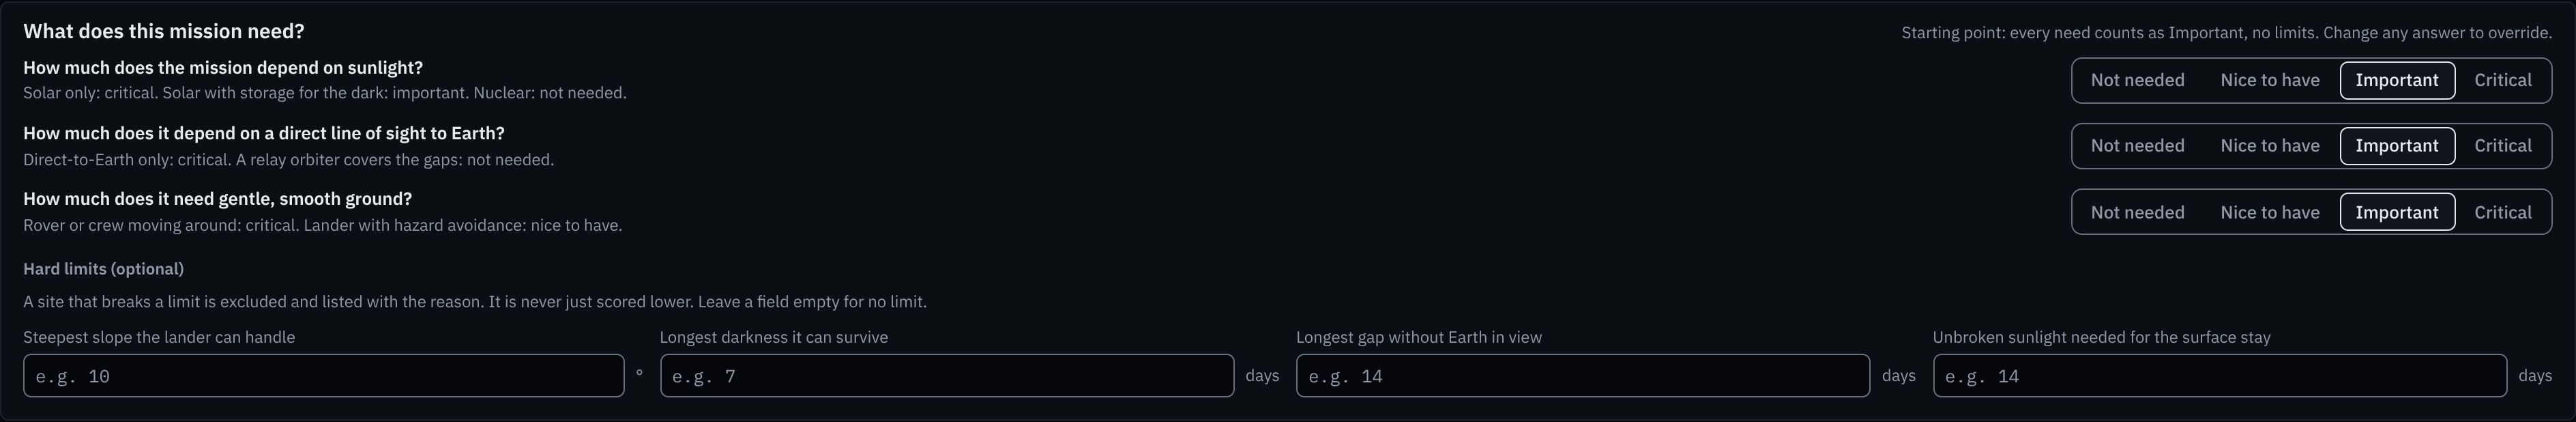 What does this mission need?
Starting point: every need counts as Important, no limits. Change any answer to override.
How much does the mission depend on sunlight?
Solar only: critical. Solar with storage for the dark: important. Nuclear: not needed.
Not needed Nice to have Important Critical
How much does it depend on a direct line of sight to Earth?
Direct-to-Earth only: critical. A relay orbiter covers the gaps: not needed.
Not needed Nice to have Important Critical
How much does it need gentle, smooth ground?
Rover or crew moving around: critical. Lander with hazard avoidance: nice to have.
Not needed Nice to have Important Critical
Hard limits (optional)
A site that breaks a limit is excluded and listed with the reason. It is never just scored lower. Leave a field empty for no limit.
Steepest slope the lander can handle
e.g. 10 °
Longest darkness it can survive
e.g. 7 days
Longest gap without Earth in view
e.g. 14 days
Unbroken sunlight needed for the surface stay
e.g. 14 days